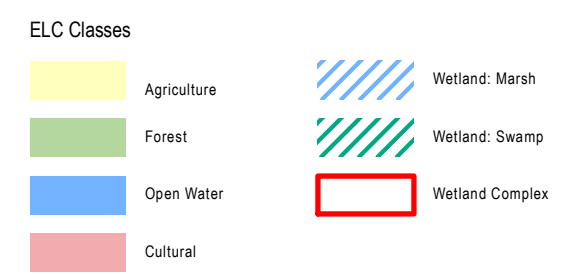 ELC Classes
Agriculture
Forest
Open Water
Cultural
Wetland: Marsh
Wetland: Swamp
Wetland Complex